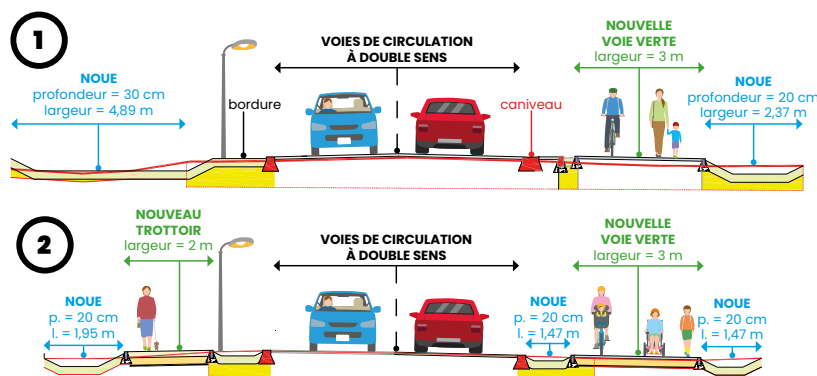 1
NOUE
profondeur = 30 cm
largeur = 4,89 m
bordure
VOIES DE CIRCULATION
À DOUBLE SENS
caniveau
NOUVELLE
VOIE VERTE
largeur = 3 m
NOUE
profondeur = 20 cm
largeur = 2,37 m
2
NOUE
p. = 20 cm
l. = 1,95 m
NOUVEAU
TROTTOIR
largeur = 2 m
VOIES DE CIRCULATION
À DOUBLE SENS
NOUE
p. = 20 cm
l. = 1,47 m
NOUVELLE
VOIE VERTE
largeur = 3 m
NOUE
p. = 20 cm
l. = 1,47 m